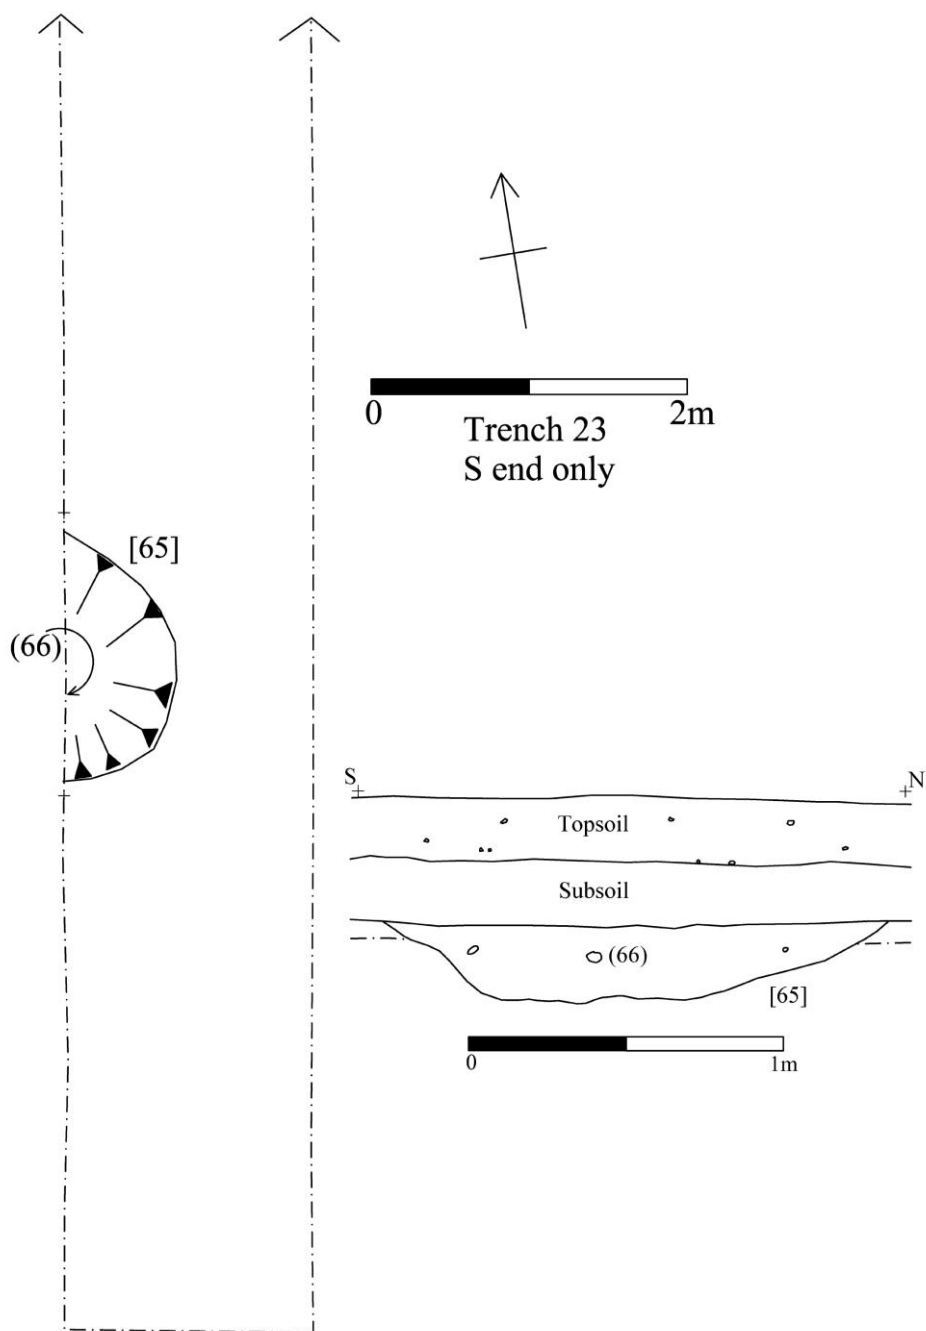 0 2m
Trench 23
S end only
[65]
(66)
S N
Topsoil
Subsoil
(66)
[65]
0 1m